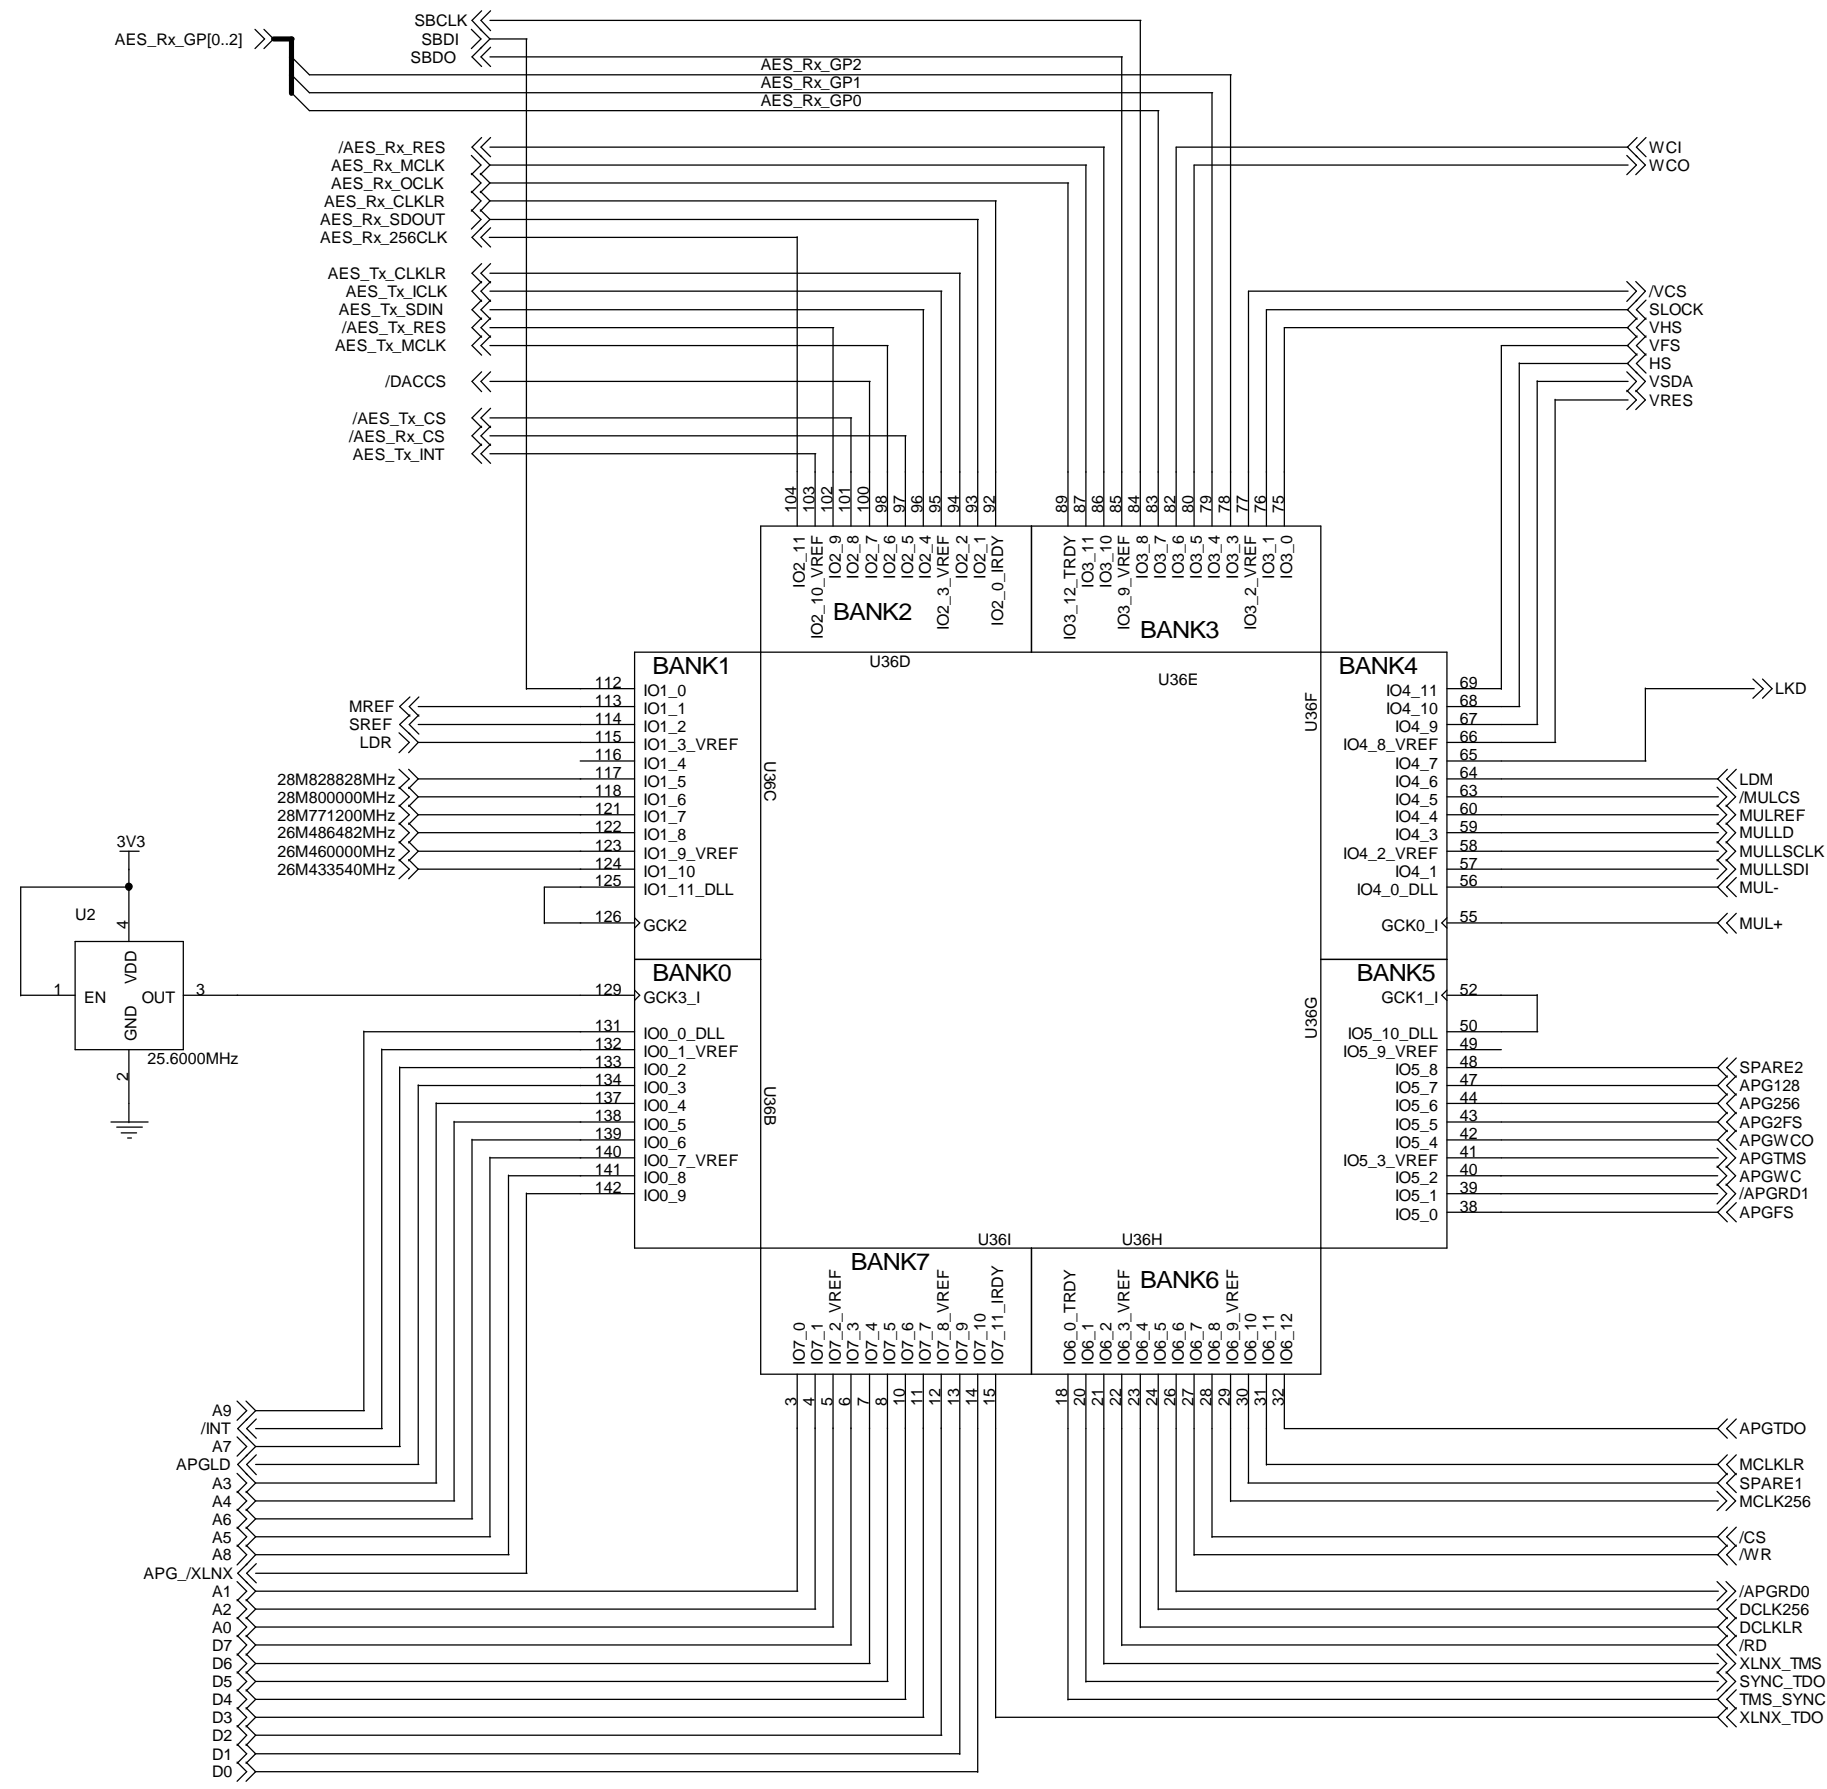 SBCLK
SBDI
AES_Rx_GP[0..2]
SBDO
AES_Rx_GP2
AES_Rx_GP1
AES_Rx_GP0
/AES_Rx_RES
AES_Rx_MCLK
AES_Rx_OCLK
AES_Rx_CLKLR
AES_Rx_SDOUT
AES_Rx_256CLK
AES_Tx_CLKLR
AES_Tx_ICLK
AES_Tx_SDIN
/AES_Tx_RES
AES_Tx_MCLK
/DACCS
/AES_Tx_CS
/AES_Rx_CS
AES_Tx_INT
WCI
WCO
/VCS
SLOCK
VHS
VFS
HS
VSDA
VRES
104
103
102
101
100
98
97
96
95
94
93
92
89
87
86
85
84
83
82
80
79
78
77
76
75
IO2_11
IO2_10_VREF
IO2_9
IO2_8
IO2_7
IO2_6
IO2_5
IO2_4
IO2_3_VREF
IO2_2
IO2_1
IO2_0_IRDY
IO3_12_TRDY
IO3_11
IO3_10
IO3_9_VREF
IO3_8
IO3_7
IO3_6
IO3_5
IO3_4
IO3_3
IO3_2_VREF
IO3_1
IO3_0
BANK2
BANK3
U36D
U36E
BANK1
112 IO1_0
MREF 113 IO1_1
SREF 114 IO1_2
LDR 115 IO1_3_VREF
116 IO1_4
28M828828MHz 117 IO1_5
28M800000MHz 118 IO1_6
28M771200MHz 121 IO1_7
26M486482MHz 122 IO1_8
26M460000MHz 123 IO1_9_VREF
26M433540MHz 124 IO1_10
125 IO1_11_DLL
126 GCK2
U36C
BANK4
U36F
IO4_11 69
IO4_10 68
IO4_9 67
IO4_8_VREF 66
IO4_7 65 LKD
IO4_6 64 LDM
IO4_5 63 /MULCS
IO4_4 60 MULREF
IO4_3 59 MULLD
IO4_2_VREF 58 MULLSCLK
IO4_1 57 MULLSDI
IO4_0_DLL 56 MUL-
GCK0_I 55 MUL+
3V3
U2
4
1
EN
VDD
GND
OUT
3
2
25.6000MHz
BANK0
129 GCK3_I
131 IO0_0_DLL
132 IO0_1_VREF
133 IO0_2
134 IO0_3
137 IO0_4
138 IO0_5
139 IO0_6
140 IO0_7_VREF
141 IO0_8
142 IO0_9
U36B
BANK5
U36G
GCK1_I 52
IO5_10_DLL 50
IO5_9_VREF 49
IO5_8 48 SPARE2
IO5_7 47 APG128
IO5_6 44 APG256
IO5_5 43 APG2FS
IO5_4 42 APGWCO
IO5_3_VREF 41 APGTMS
IO5_2 40 APGWC
IO5_1 39 /APGRD1
IO5_0 38 APGFS
U36I
U36H
BANK7
BANK6
IO7_0
IO7_1
IO7_2_VREF
IO7_3
IO7_4
IO7_5
IO7_6
IO7_7
IO7_8_VREF
IO7_9
IO7_10
IO7_11_IRDY
IO6_0_TRDY
IO6_1
IO6_2
IO6_3_VREF
IO6_4
IO6_5
IO6_6
IO6_7
IO6_8
IO6_9_VREF
IO6_10
IO6_11
IO6_12
3
4
5
6
7
8
10
11
12
13
14
15
18
20
21
22
23
24
26
27
28
29
30
31
32
A9
/INT
A7
APGLD
A3
A4
A6
A5
A8
APG_/XLNX
A1
A2
A0
D7
D6
D5
D4
D3
D2
D1
D0
APGTDO
MCLKLR
SPARE1
MCLK256
/CS
/WR
/APGRD0
DCLK256
DCLKLR
/RD
XLNX_TMS
SYNC_TDO
TMS_SYNC
XLNX_TDO